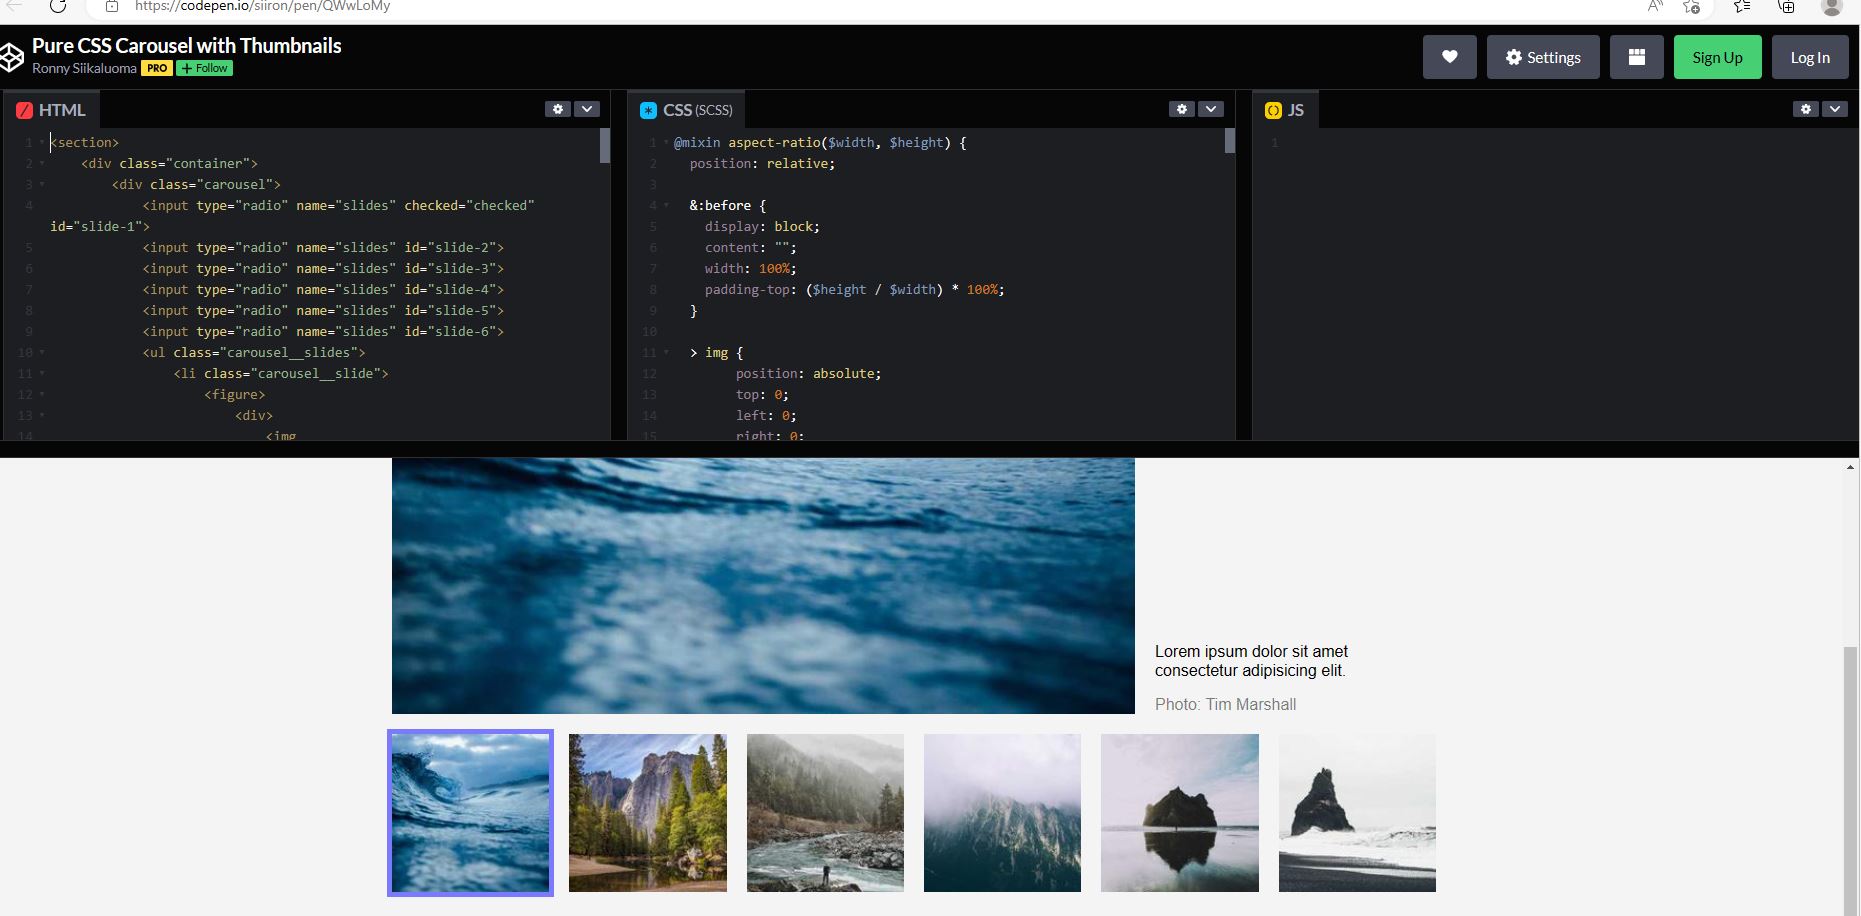 https://codepen.io/siiron/pen/QWwLoMy
Pure CSS Carousel with Thumbnails
Ronny Siikaluoma PRO + Follow
Settings
Sign Up
Log In
HTML
1 <section>
2 <div class="container">
3 <div class="carousel">
4 <input type="radio" name="slides" checked="checked"
id="slide-1">
5 <input type="radio" name="slides" id="slide-2">
6 <input type="radio" name="slides" id="slide-3">
7 <input type="radio" name="slides" id="slide-4">
8 <input type="radio" name="slides" id="slide-5">
9 <input type="radio" name="slides" id="slide-6">
10 <ul class="carousel__slides">
11 <li class="carousel__slide">
12 <figure>
13 <div>
14 <img
CSS (SCSS)
1 @mixin aspect-ratio($width, $height) {
2 position: relative;
3
4 &:before {
5 display: block;
6 content: "";
7 width: 100%;
8 padding-top: ($height / $width) * 100%;
9 }
10
11 > img {
12 position: absolute;
13 top: 0;
14 left: 0;
15 right: 0;
JS
1
Lorem ipsum dolor sit amet
consectetur adipisicing elit.
Photo: Tim Marshall